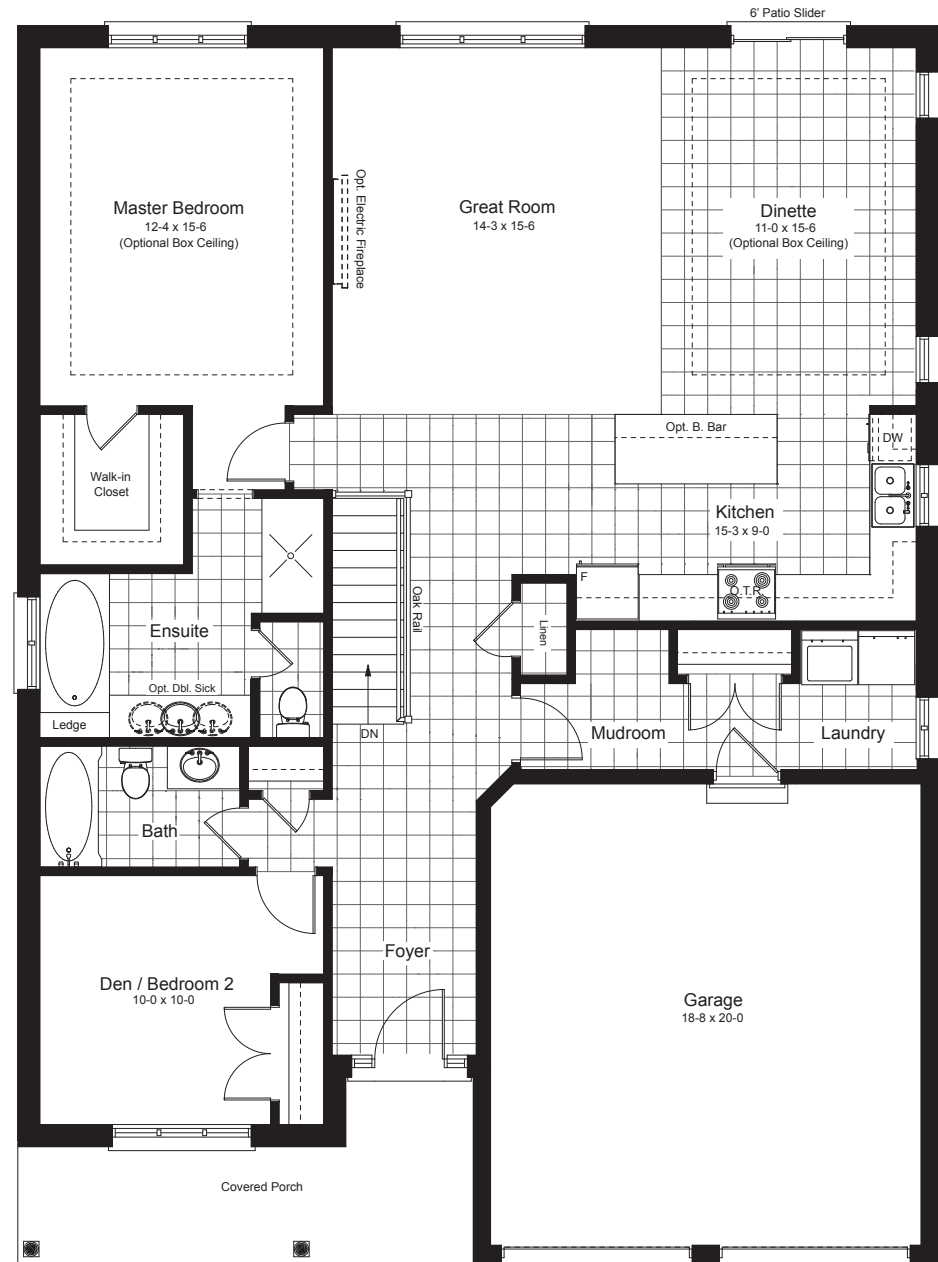 6' Patio Slider
Master Bedroom
12-4 x 15-6
(Optional Box Ceiling)
Opt. Electric Fireplace
Great Room
14-3 x 15-6
Dinette
11-0 x 15-6
(Optional Box Ceiling)
Walk-in
Closet
Opt. B. Bar
DW
Kitchen
15-3 x 9-0
F
O.T.R.
Oak Rail
Linen
Ensuite
Opt. Dbl. Sick
Ledge
DN
Mudroom
Laundry
Bath
Foyer
Den / Bedroom 2
10-0 x 10-0
Garage
18-8 x 20-0
Covered Porch